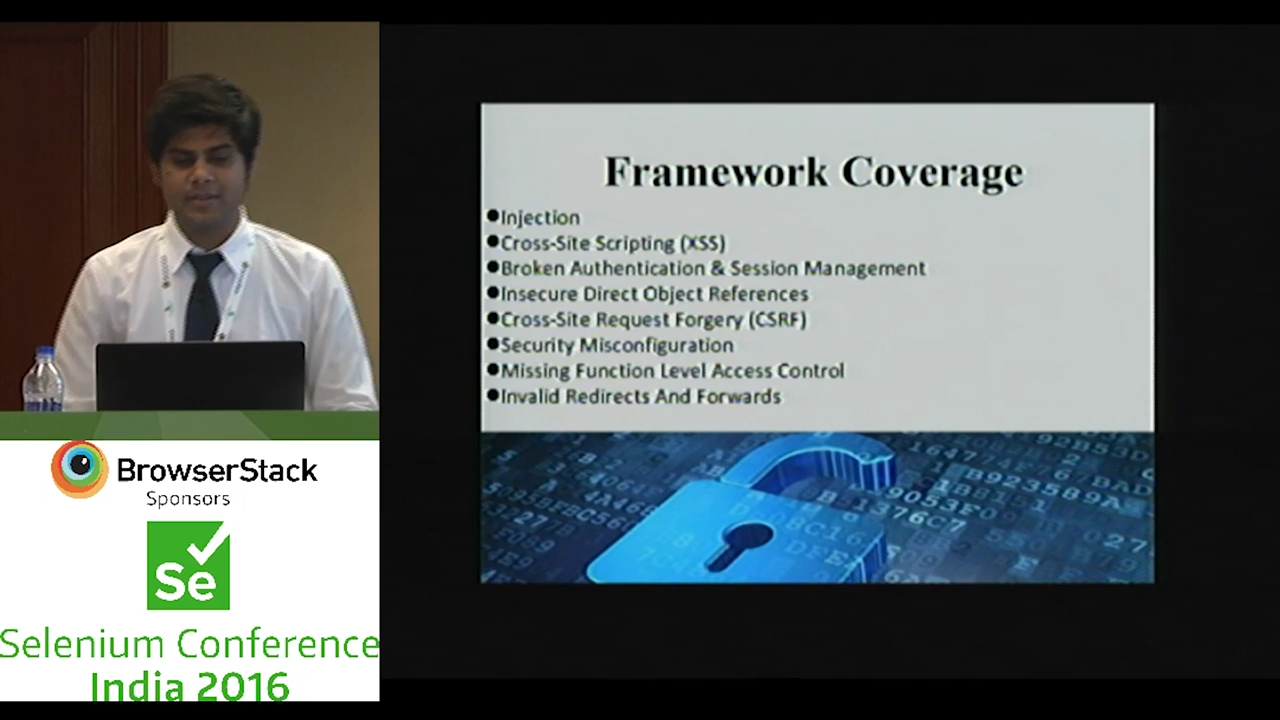 Framework Coverage
●Injection
●Cross-Site Scripting (XSS)
●Broken Authentication & Session Management
●Insecure Direct Object References
●Cross-Site Request Forgery (CSRF)
●Security Misconfiguration
●Missing Function Level Access Control
●Invalid Redirects And Forwards
BrowserStack
Sponsors
Se
Selenium Conference
India 2016